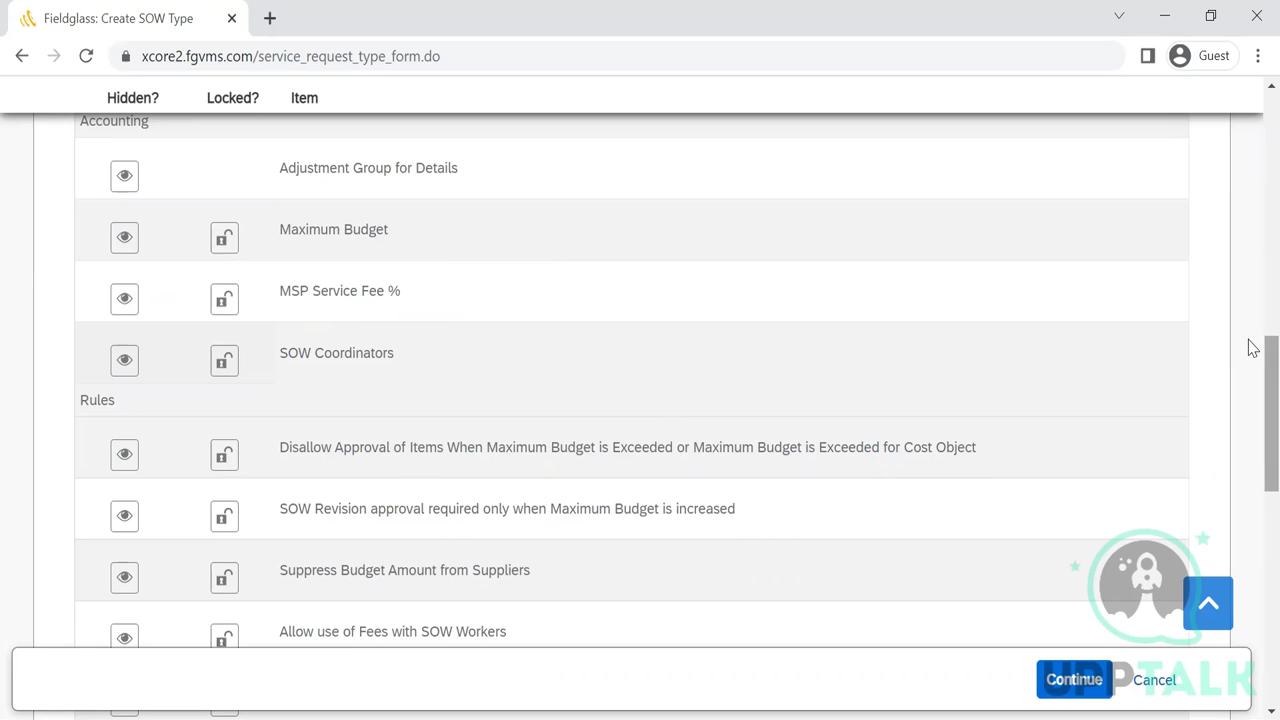 Fieldglass: Create SOW Type
xcore2.fgvms.com/service_request_type_form.do
Guest
Hidden? Locked? Item
Accounting
Adjustment Group for Details
Maximum Budget
MSP Service Fee %
SOW Coordinators
Rules
Disallow Approval of Items When Maximum Budget is Exceeded or Maximum Budget is Exceeded for Cost Object
SOW Revision approval required only when Maximum Budget is increased
Suppress Budget Amount from Suppliers
Allow use of Fees with SOW Workers
Continue Cancel
UPPTALK